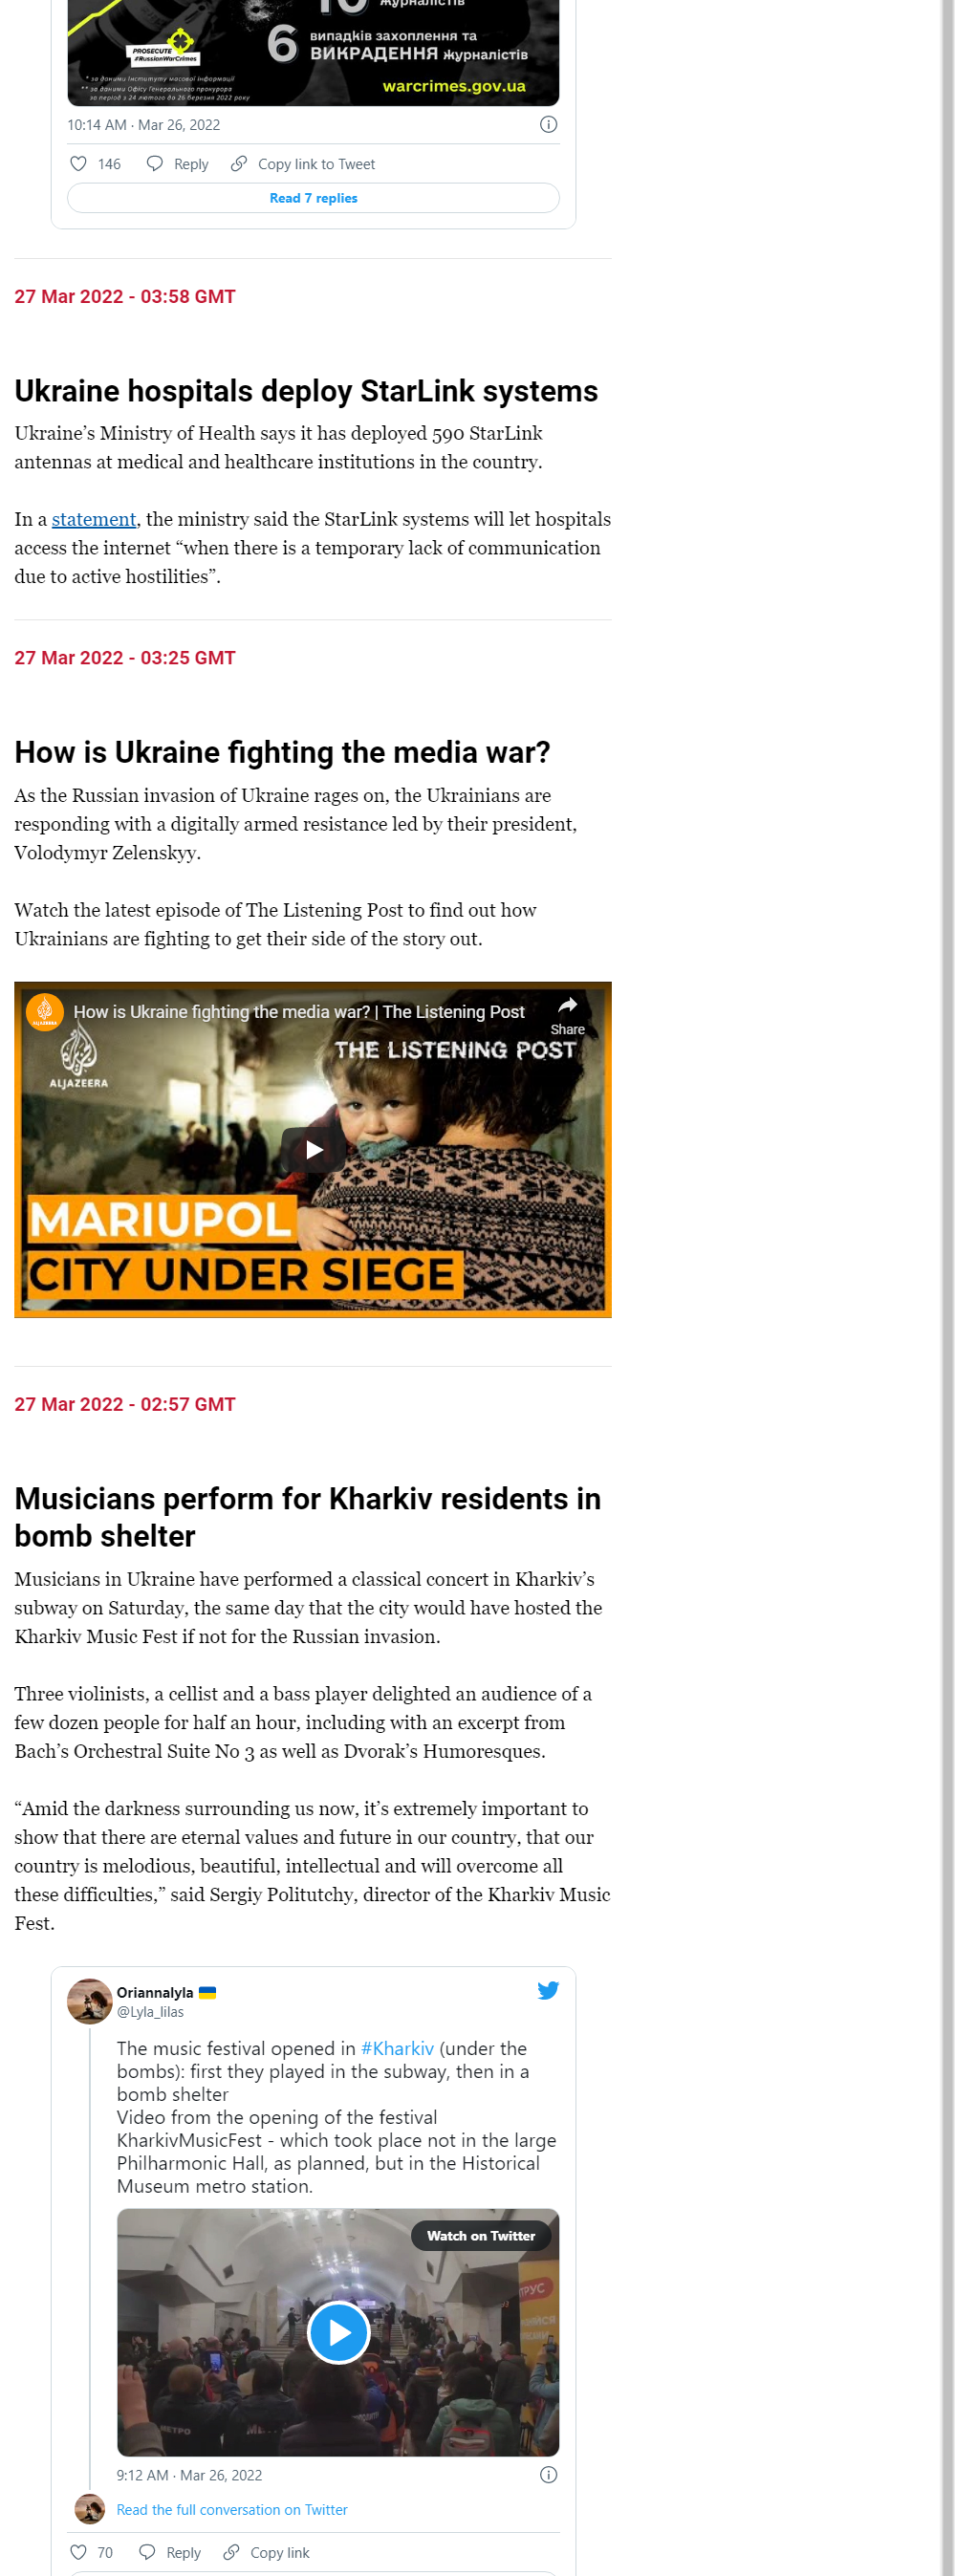 журналістів
6 випадків захоплення та
ВИКРАДЕННЯ журналістів
PROSECUTE
#RussianWarCrimes
* за даними Інституту масової інформації
** за даними Офісу Генерального прокурора
за період з 24 лютого до 26 березня 2022 року
warcrimes.gov.ua
10:14 AM · Mar 26, 2022
146 Reply Copy link to Tweet
Read 7 replies
27 Mar 2022 - 03:58 GMT
Ukraine hospitals deploy StarLink systems
Ukraine’s Ministry of Health says it has deployed 590 StarLink
antennas at medical and healthcare institutions in the country.
In a statement, the ministry said the StarLink systems will let hospitals
access the internet “when there is a temporary lack of communication
due to active hostilities”.
27 Mar 2022 - 03:25 GMT
How is Ukraine fighting the media war?
As the Russian invasion of Ukraine rages on, the Ukrainians are
responding with a digitally armed resistance led by their president,
Volodymyr Zelenskyy.
Watch the latest episode of The Listening Post to find out how
Ukrainians are fighting to get their side of the story out.
ALJAZEERA
How is Ukraine fighting the media war? | The Listening Post
Share
THE LISTENING POST
ALJAZEERA
MARIUPOL
CITY UNDER SIEGE
27 Mar 2022 - 02:57 GMT
Musicians perform for Kharkiv residents in
bomb shelter
Musicians in Ukraine have performed a classical concert in Kharkiv’s
subway on Saturday, the same day that the city would have hosted the
Kharkiv Music Fest if not for the Russian invasion.
Three violinists, a cellist and a bass player delighted an audience of a
few dozen people for half an hour, including with an excerpt from
Bach’s Orchestral Suite No 3 as well as Dvorak’s Humoresques.
“Amid the darkness surrounding us now, it’s extremely important to
show that there are eternal values and future in our country, that our
country is melodious, beautiful, intellectual and will overcome all
these difficulties,” said Sergiy Politutchy, director of the Kharkiv Music
Fest.
Oriannalyla 🇺🇦
@Lyla_lilas
The music festival opened in #Kharkiv (under the
bombs): first they played in the subway, then in a
bomb shelter
Video from the opening of the festival
KharkivMusicFest - which took place not in the large
Philharmonic Hall, as planned, but in the Historical
Museum metro station.
Watch on Twitter
МЕТРО
9:12 AM · Mar 26, 2022
Read the full conversation on Twitter
70 Reply Copy link